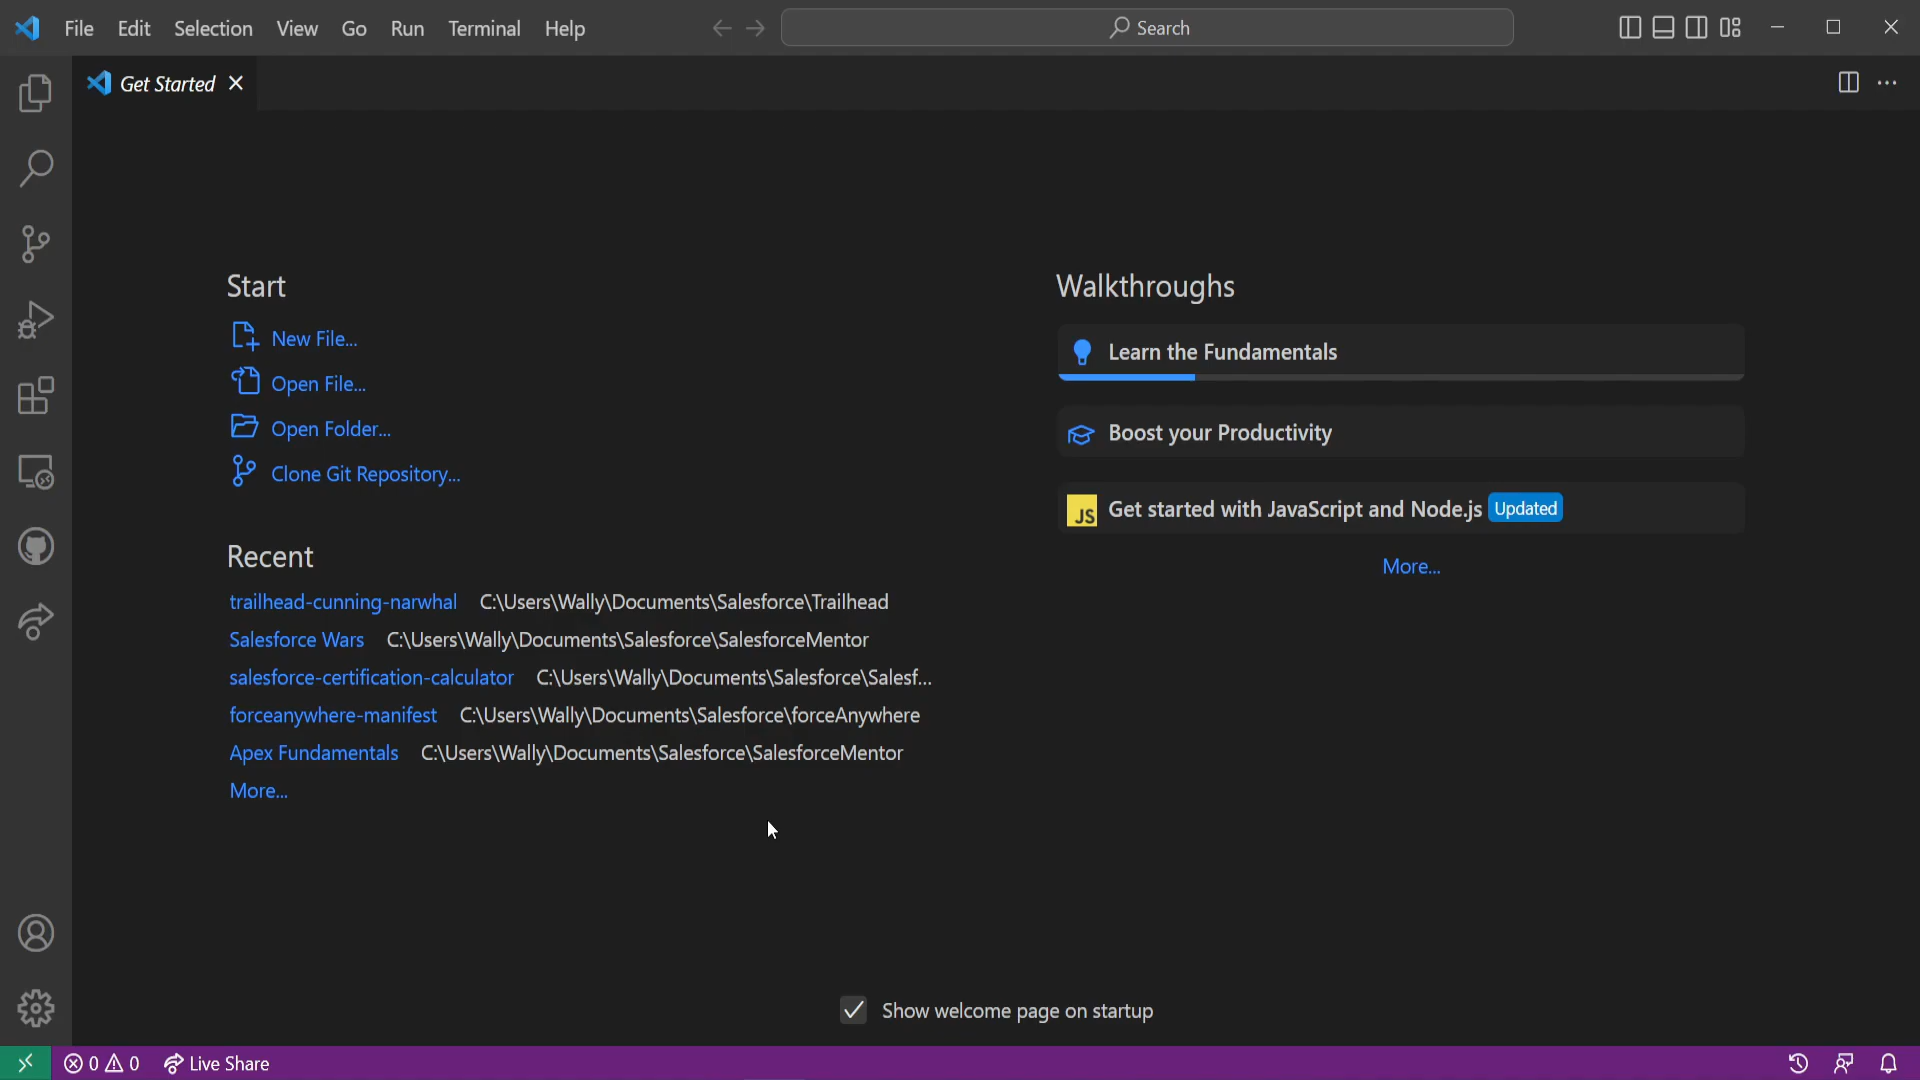 File Edit Selection View Go Run Terminal Help
Search
Get Started
Start
New File...
Open File...
Open Folder...
Clone Git Repository...
Recent
trailhead-cunning-narwhal C:\Users\Wally\Documents\Salesforce\Trailhead
Salesforce Wars C:\Users\Wally\Documents\Salesforce\SalesforceMentor
salesforce-certification-calculator C:\Users\Wally\Documents\Salesforce\Salesf...
forceanywhere-manifest C:\Users\Wally\Documents\Salesforce\forceAnywhere
Apex Fundamentals C:\Users\Wally\Documents\Salesforce\SalesforceMentor
More...
Walkthroughs
Learn the Fundamentals
Boost your Productivity
JS Get started with JavaScript and Node.js Updated
More...
Show welcome page on startup
0 0 Live Share